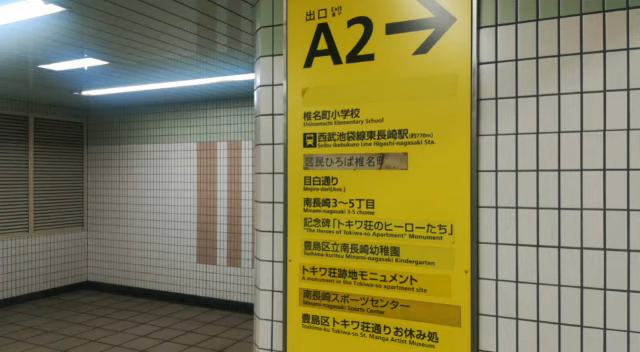 出口 Exit
A2
椎名町小学校
Shiinamachi Elementary School
西武池袋線東長崎駅(約770m)
Seibu Ikebukuro Line Higashi-nagasaki Sta.
区民ひろば椎名町
目白通り
Mejiro-dori(Ave.)
南長崎3〜5丁目
Minami-nagasaki 3-5 chome
記念碑「トキワ荘のヒーローたち」
"The Heroes of Tokiwa-so Apartment" Monument
豊島区立南長崎幼稚園
Toshima-kuritsu Minami-nagasaki Kindergarten
トキワ荘跡地モニュメント
A monument in the Tokiwa-so apartment site
南長崎スポーツセンター
Minami-nagasaki Sports Center
豊島区トキワ荘通りお休み処
Toshima-ku Tokiwa-so St. Manga Artist Museum